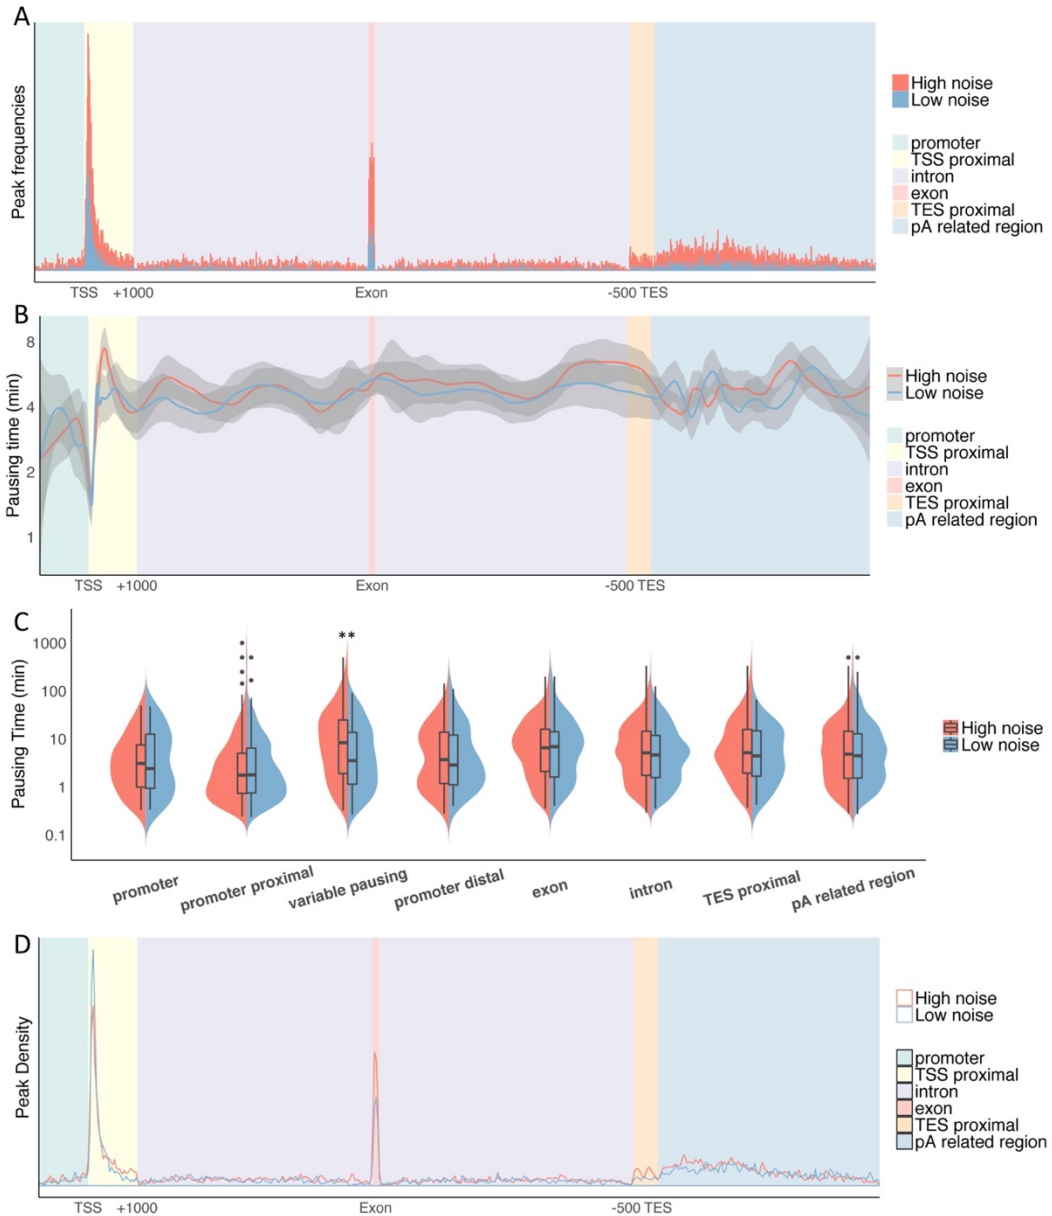 A
Peak frequencies
High noise
Low noise
promoter
TSS proximal
intron
exon
TES proximal
pA related region
TSS +1000 Exon -500 TES
B
Pausing time (min)
8
4
2
1
High noise
Low noise
promoter
TSS proximal
intron
exon
TES proximal
pA related region
TSS +1000 Exon -500 TES
C
Pausing Time (min)
1000
100
10
1
0.1
**
High noise
Low noise
promoter
promoter proximal
variable pausing
promoter distal
exon
intron
TES proximal
pA related region
D
Peak Density
High noise
Low noise
promoter
TSS proximal
intron
exon
TES proximal
pA related region
TSS +1000 Exon -500 TES